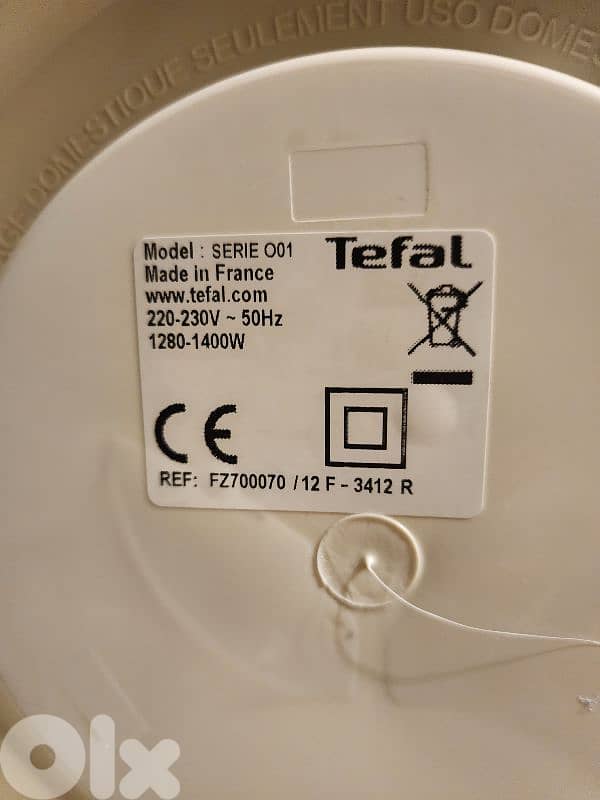 USAGE DOMESTIQUE SEULEMENT USO DOMES
Model : SERIE O01
Tefal
Made in France
www.tefal.com
220-230V ~ 50Hz
1280-1400W
CE
REF: FZ700070 /12 F - 3412 R
Olx